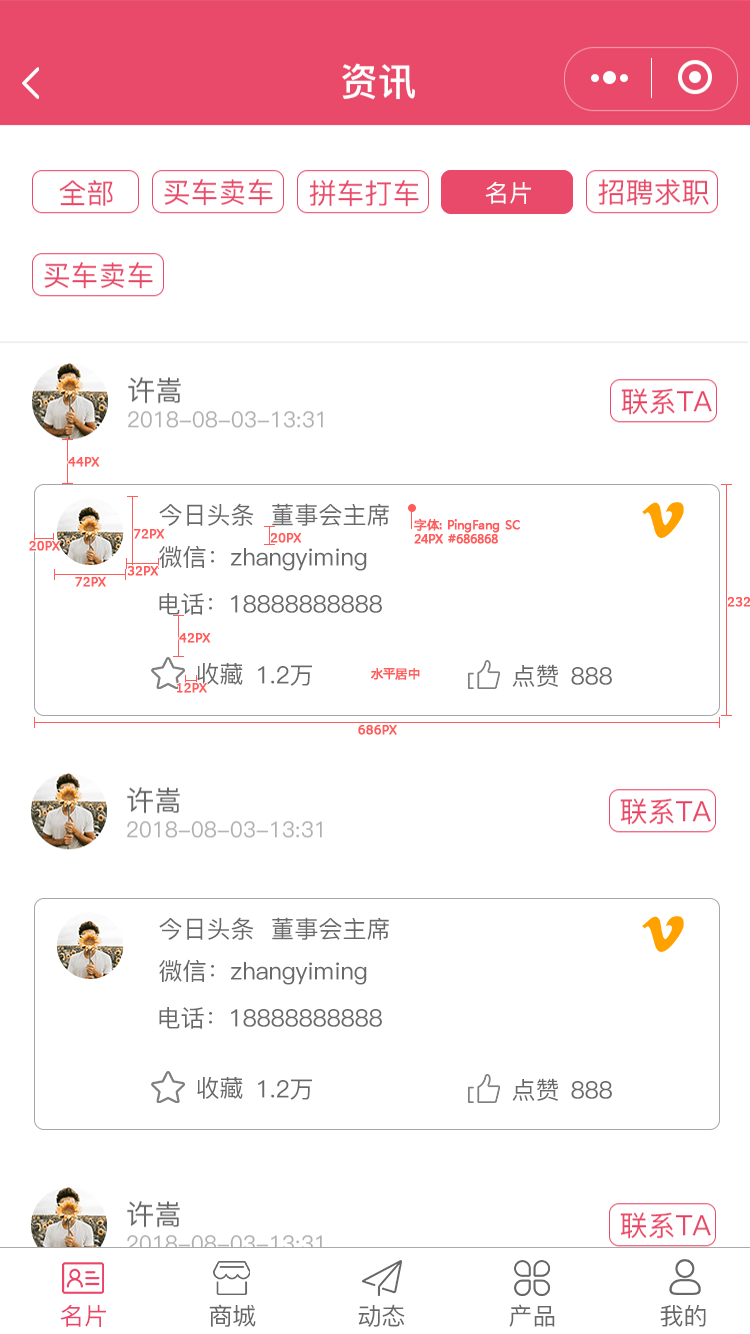 资讯
全部 买车卖车 拼车打车 名片 招聘求职
买车卖车
许嵩
2018-08-03-13:31
联系TA
44PX
今日头条 董事会主席
字体: PingFang SC
24PX #686868
72PX
20PX
20PX
微信：zhangyiming
32PX
72PX
电话：18888888888
232
42PX
收藏 1.2万
水平居中
点赞 888
12PX
686PX
许嵩
2018-08-03-13:31
联系TA
今日头条 董事会主席
微信：zhangyiming
电话：18888888888
收藏 1.2万
点赞 888
许嵩
2018-08-03-13:31
联系TA
名片 商城 动态 产品 我的